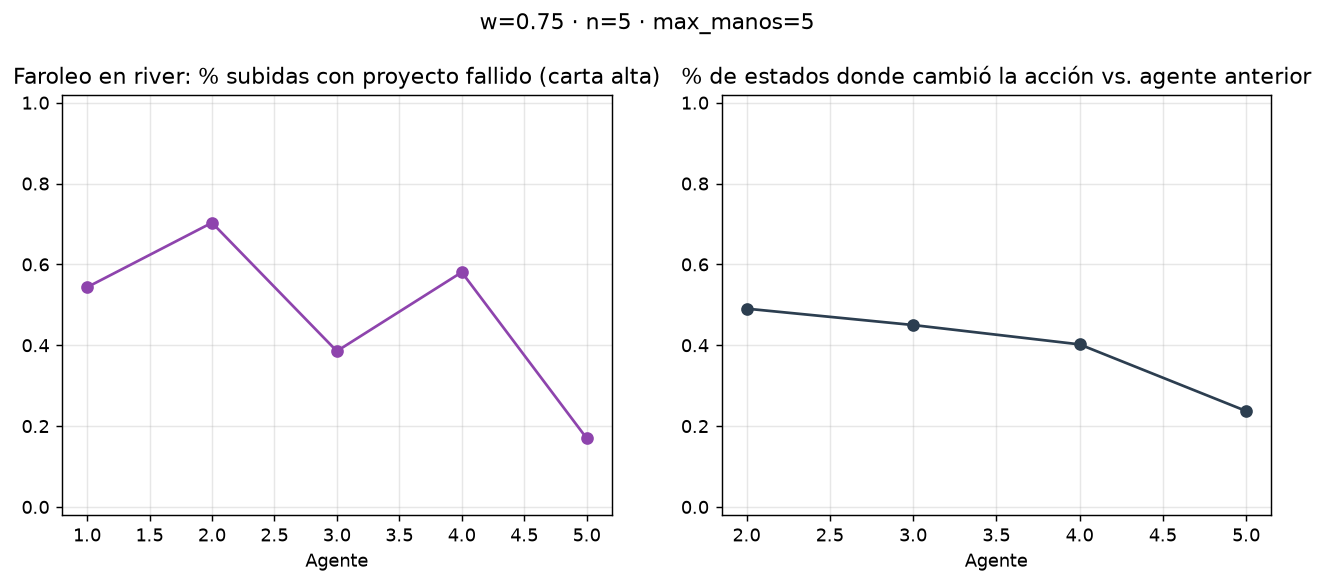 w=0.75 · n=5 · max_manos=5
Faroleo en river: % subidas con proyecto fallido (carta alta)
1.0
0.8
0.6
0.4
0.2
0.0
1.0 1.5 2.0 2.5 3.0 3.5 4.0 4.5 5.0
Agente
% de estados donde cambió la acción vs. agente anterior
1.0
0.8
0.6
0.4
0.2
0.0
2.0 2.5 3.0 3.5 4.0 4.5 5.0
Agente